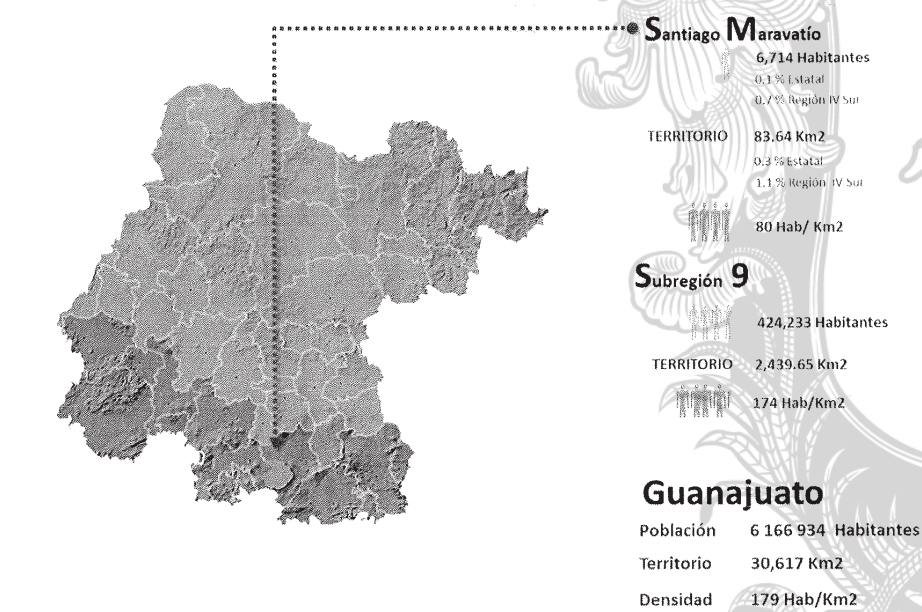 Santiago Maravatío
6,714 Habitantes
0.1 % Estatal
0.7 % Región IV Sur
TERRITORIO 83.64 Km2
0.3 % Estatal
1.1 % Región IV Sur
80 Hab/ Km2
Subregión 9
424,233 Habitantes
TERRITORIO 2,439.65 Km2
174 Hab/Km2
Guanajuato
Población 6 166 934 Habitantes
Territorio 30,617 Km2
Densidad 179 Hab/Km2